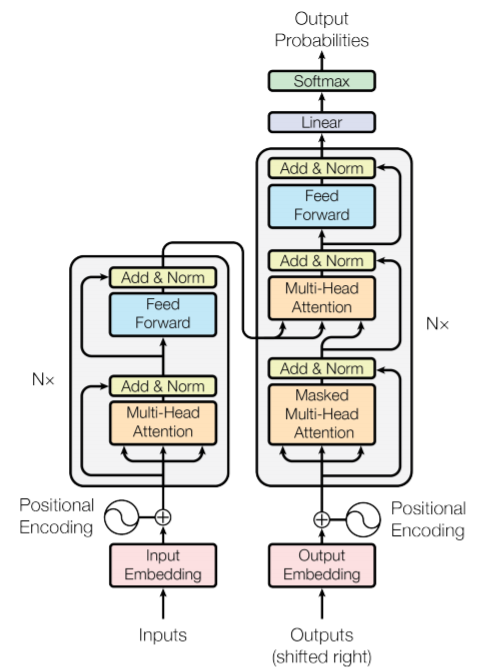 Output
Probabilities
Softmax
Linear
Add & Norm
Feed
Forward
Add & Norm
Multi-Head
Attention
Add & Norm
Masked
Multi-Head
Attention
Nx
Add & Norm
Feed
Forward
Add & Norm
Multi-Head
Attention
N×
Positional
Encoding
Positional
Encoding
Input
Embedding
Output
Embedding
Inputs
Outputs
(shifted right)